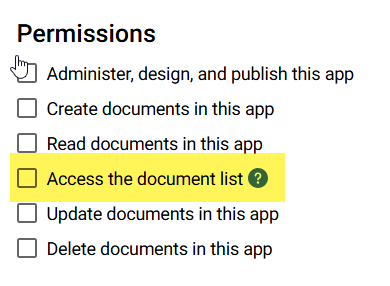 Permissions
Administer, design, and publish this app
Create documents in this app
Read documents in this app
Access the document list ?
Update documents in this app
Delete documents in this app